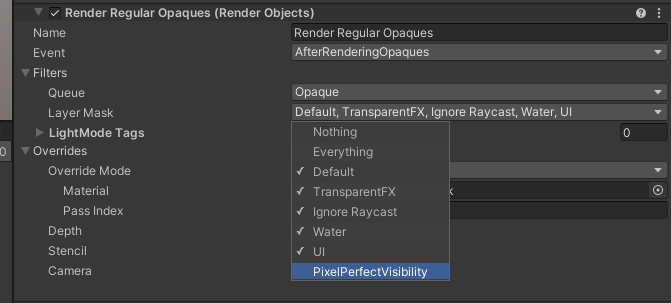 Render Regular Opaques (Render Objects)
Name Render Regular Opaques
Event AfterRenderingOpaques
Filters
Queue Opaque
Layer Mask Default, TransparentFX, Ignore Raycast, Water, UI
LightMode Tags 0
Nothing
Everything
Default
TransparentFX
Ignore Raycast
Water
UI
PixelPerfectVisibility
Overrides
Override Mode
Material k
Pass Index
Depth
Stencil
Camera
0